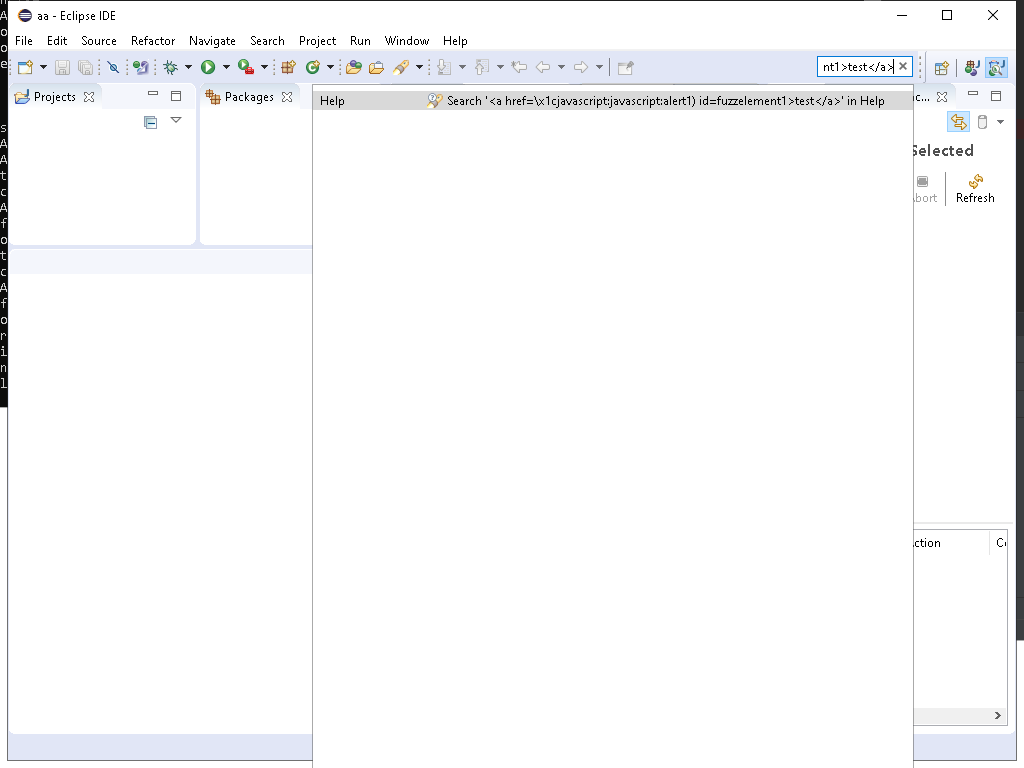 aa - Eclipse IDE
File Edit Source Refactor Navigate Search Project Run Window Help
nt1>test</a>
Projects
Packages
Help Search '<a href=\x1cjavascript:javascript:alert1) id=fuzzelement1>test</a>' in Help
c...
Selected
bort Refresh
ction